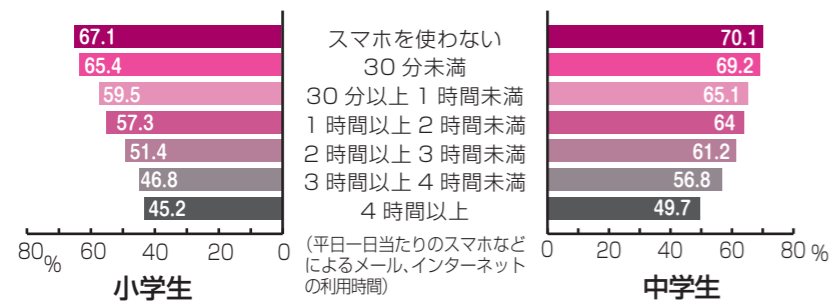 67.1 スマホを使わない 70.1
65.4 30分未満 69.2
59.5 30分以上1時間未満 65.1
57.3 1時間以上2時間未満 64
51.4 2時間以上3時間未満 61.2
46.8 3時間以上4時間未満 56.8
45.2 4時間以上 49.7
80% 60 40 20 0
(平日一日当たりのスマホなど
によるメール、インターネット
の利用時間)
0 20 40 60 80%
小学生
中学生